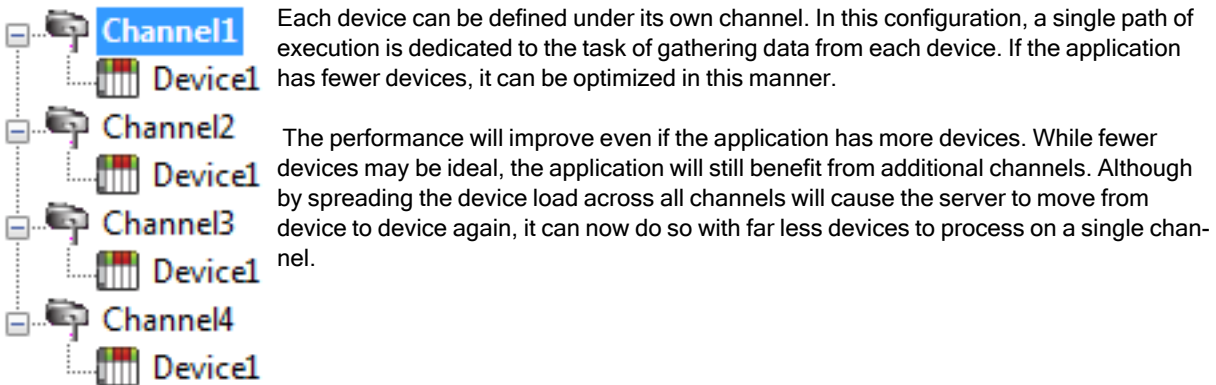 Channel1
Device1
Channel2
Device1
Channel3
Device1
Channel4
Device1
Each device can be defined under its own channel. In this configuration, a single path of
execution is dedicated to the task of gathering data from each device. If the application
has fewer devices, it can be optimized in this manner.
The performance will improve even if the application has more devices. While fewer
devices may be ideal, the application will still benefit from additional channels. Although
by spreading the device load across all channels will cause the server to move from
device to device again, it can now do so with far less devices to process on a single chan-
nel.